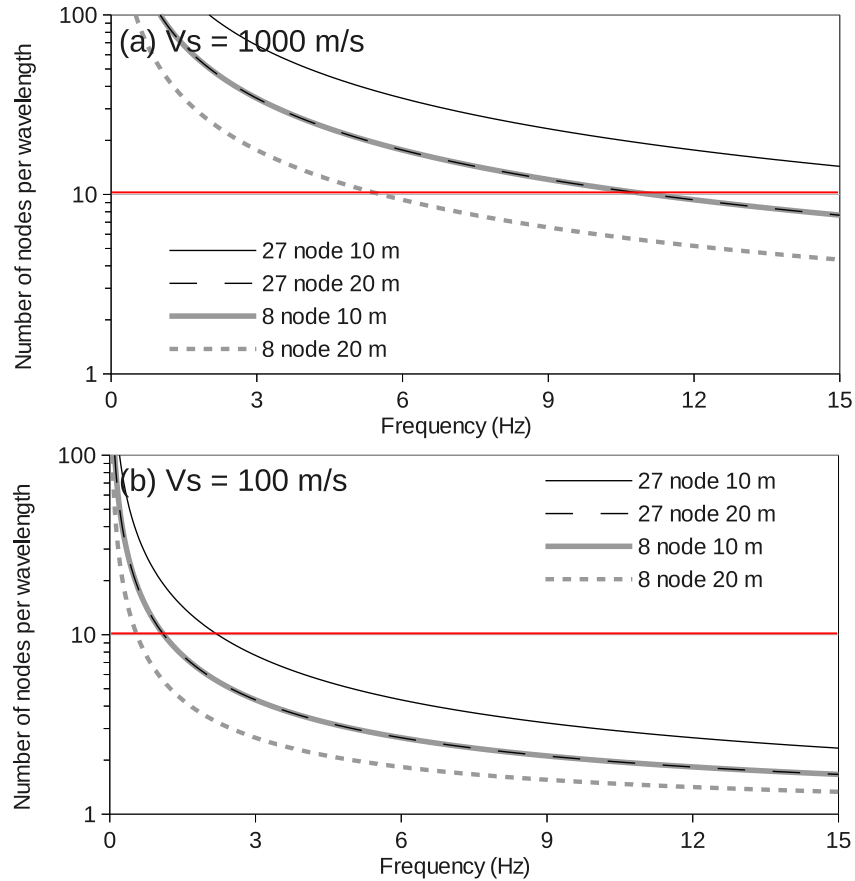 100
(a) Vs = 1000 m/s
Number of nodes per wavelength
10
27 node 10 m
27 node 20 m
8 node 10 m
8 node 20 m
1
0 3 6 9 12 15
Frequency (Hz)
100
(b) Vs = 100 m/s
27 node 10 m
27 node 20 m
8 node 10 m
8 node 20 m
Number of nodes per wavelength
10
1
0 3 6 9 12 15
Frequency (Hz)